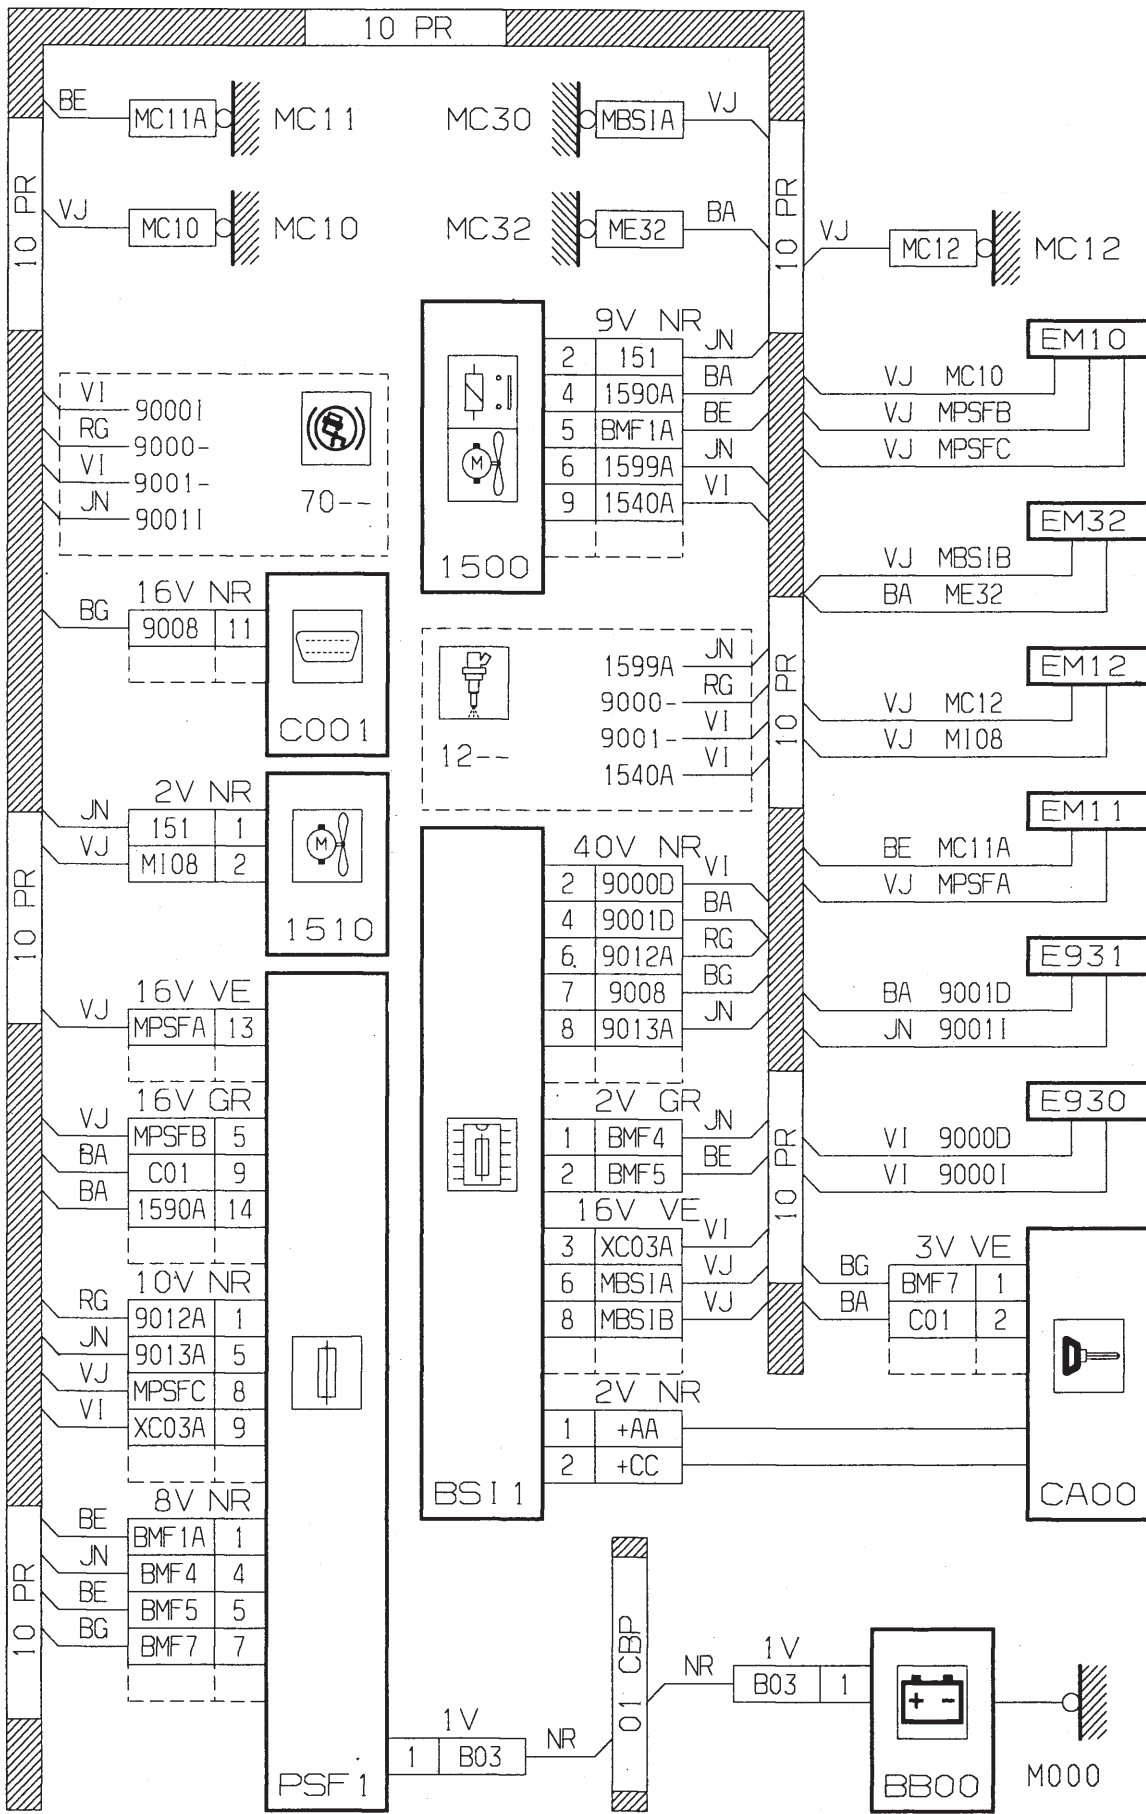 10 PR
BE MC11A MC11
MC30 MBSIA VJ
10 PR
10 PR
VJ MC10 MC10
MC32 ME32 BA
VJ MC12 MC12
9V NR
2 151 JN
4 1590A BA
5 BMF1A BE
6 1599A JN
9 1540A VI
1500
M
EM10
VJ MC10
VJ MPSFB
VJ MPSFC
VI 9000I
RG 9000-
VI 9001-
JN 9001I
70--
EM32
VJ MBSIB
BA ME32
16V NR
BG 9008 11
C001
1599A JN
9000- RG
9001- VI
1540A VI
12--
10 PR
EM12
VJ MC12
VJ MI08
2V NR
JN 151 1
VJ MI08 2
M
1510
10 PR
EM11
BE MC11A
VJ MPSFA
40V NR
2 9000D VI
4 9001D BA
6. 9012A RG
7 9008 BG
8 9013A JN
E931
BA 9001D
JN 9001I
16V VE
VJ MPSFA 13
16V GR
VJ MPSFB 5
BA C01 9
BA 1590A 14
2V GR
1 BMF4 JN
2 BMF5 BE
10 PR
E930
VI 9000D
VI 9000I
16V VE
3 XC03A VI
6 MBSIA VJ
8 MBSIB VJ
3V VE
BG BMF7 1
BA C01 2
10V NR
RG 9012A 1
JN 9013A 5
VJ MPSFC 8
VI XC03A 9
2V NR
1 +AA
2 +CC
BSI1
CA00
8V NR
BE BMF1A 1
JN BMF4 4
BE BMF5 5
BG BMF7 7
10 PR
PSF1
1V
1 B03 NR
01 CBP
NR
1V
B03 1
+ -
BB00
M000